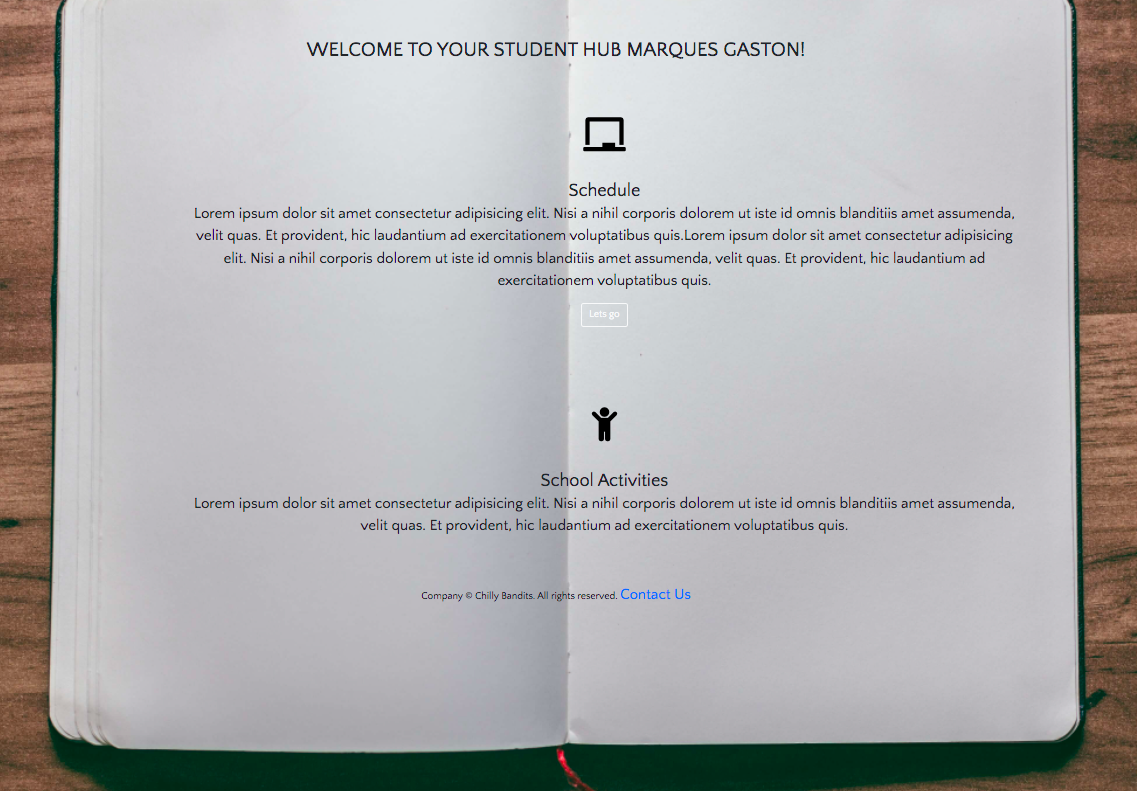 WELCOME TO YOUR STUDENT HUB MARQUES GASTON!
Schedule
Lorem ipsum dolor sit amet consectetur adipisicing elit. Nisi a nihil corporis dolorem ut iste id omnis blanditiis amet assumenda,
velit quas. Et provident, hic laudantium ad exercitationem voluptatibus quis.Lorem ipsum dolor sit amet consectetur adipisicing
elit. Nisi a nihil corporis dolorem ut iste id omnis blanditiis amet assumenda, velit quas. Et provident, hic laudantium ad
exercitationem voluptatibus quis.
Lets go
School Activities
Lorem ipsum dolor sit amet consectetur adipisicing elit. Nisi a nihil corporis dolorem ut iste id omnis blanditiis amet assumenda,
velit quas. Et provident, hic laudantium ad exercitationem voluptatibus quis.
Company © Chilly Bandits. All rights reserved. Contact Us